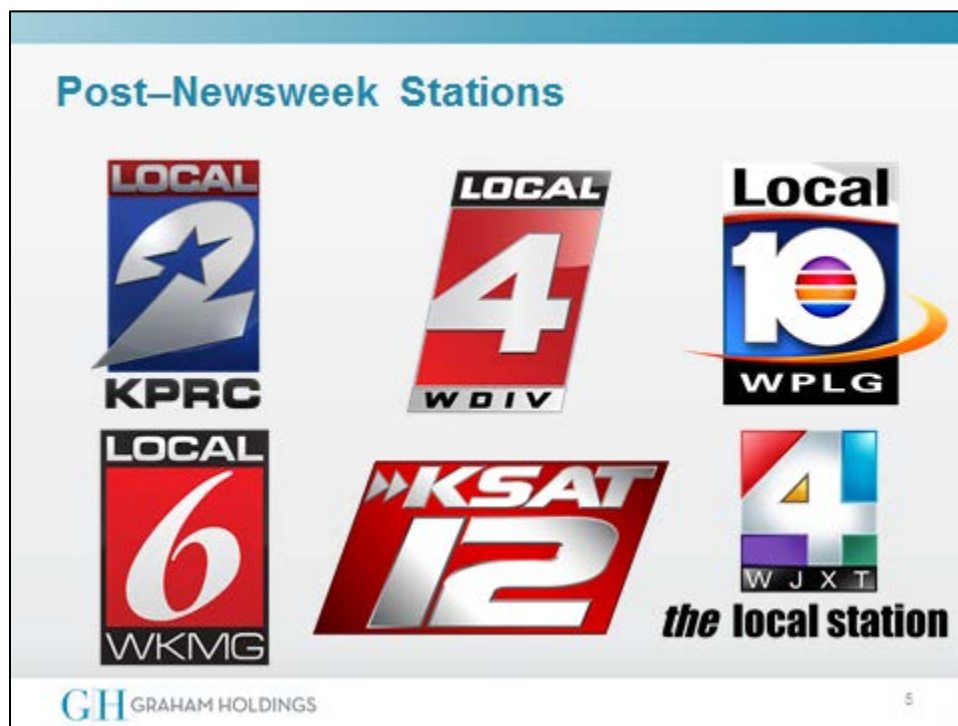 Post–Newsweek Stations
LOCAL
2
KPRC
LOCAL
4
WDIV
Local
10
WPLG
LOCAL
6
WKMG
KSAT
12
4
WJXT
the local station
GH GRAHAM HOLDINGS
5